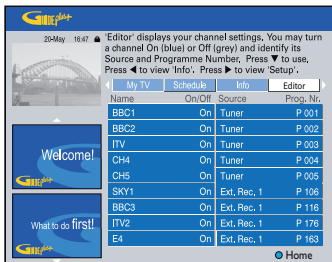 GUIDE plus+
20-May 16:47
'Editor' displays your channel settings. You may turn
a channel On (blue) or Off (grey) and identify its
Source and Programme Number. Press ▼ to use.
Press ◀ to view 'Info'. Press ▶ to view 'Setup'.
My TV Schedule Info Editor
Name On/Off Source Prog. Nr.
BBC1 On Tuner P 001
BBC2 On Tuner P 002
ITV On Tuner P 003
CH4 On Tuner P 004
CH5 On Tuner P 005
SKY1 On Ext. Rec. 1 P 106
BBC3 On Ext. Rec. 1 P 116
ITV2 On Ext. Rec. 1 P 176
E4 On Ext. Rec. 1 P 163
Welcome!
GUIDE plus+
What to do first!
GUIDE plus+
Home